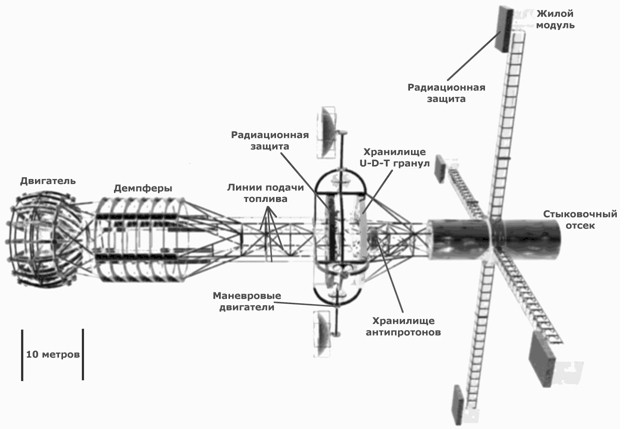 Жилой
модуль
Радиационная
защита
Радиационная
защита
Хранилище
U-D-T гранул
Двигатель
Демпферы
Линии подачи
топлива
Стыковочный
отсек
Маневровые
двигатели
Хранилище
антипротонов
10 метров